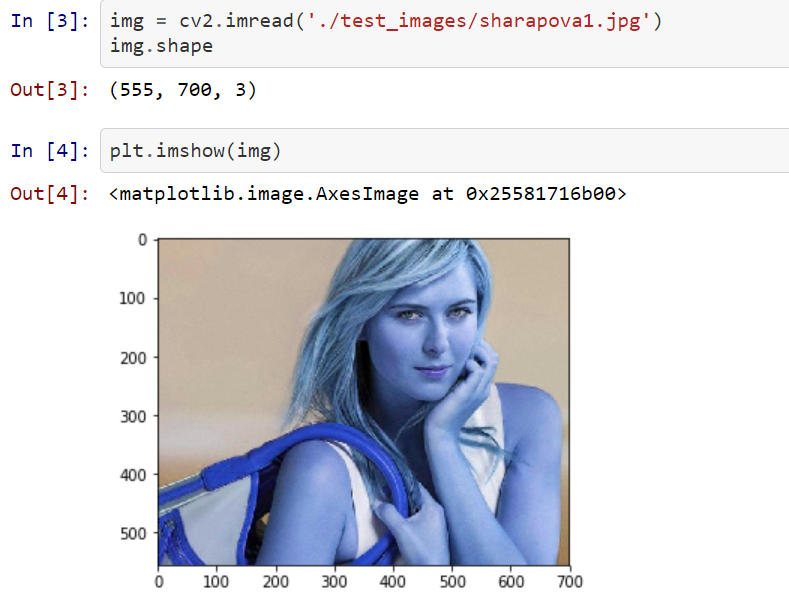 In [3]: img = cv2.imread('./test_images/sharapova1.jpg')
img.shape
Out[3]: (555, 700, 3)
In [4]: plt.imshow(img)
Out[4]: <matplotlib.image.AxesImage at 0x25581716b00>
0
100
200
300
400
500
0 100 200 300 400 500 600 700